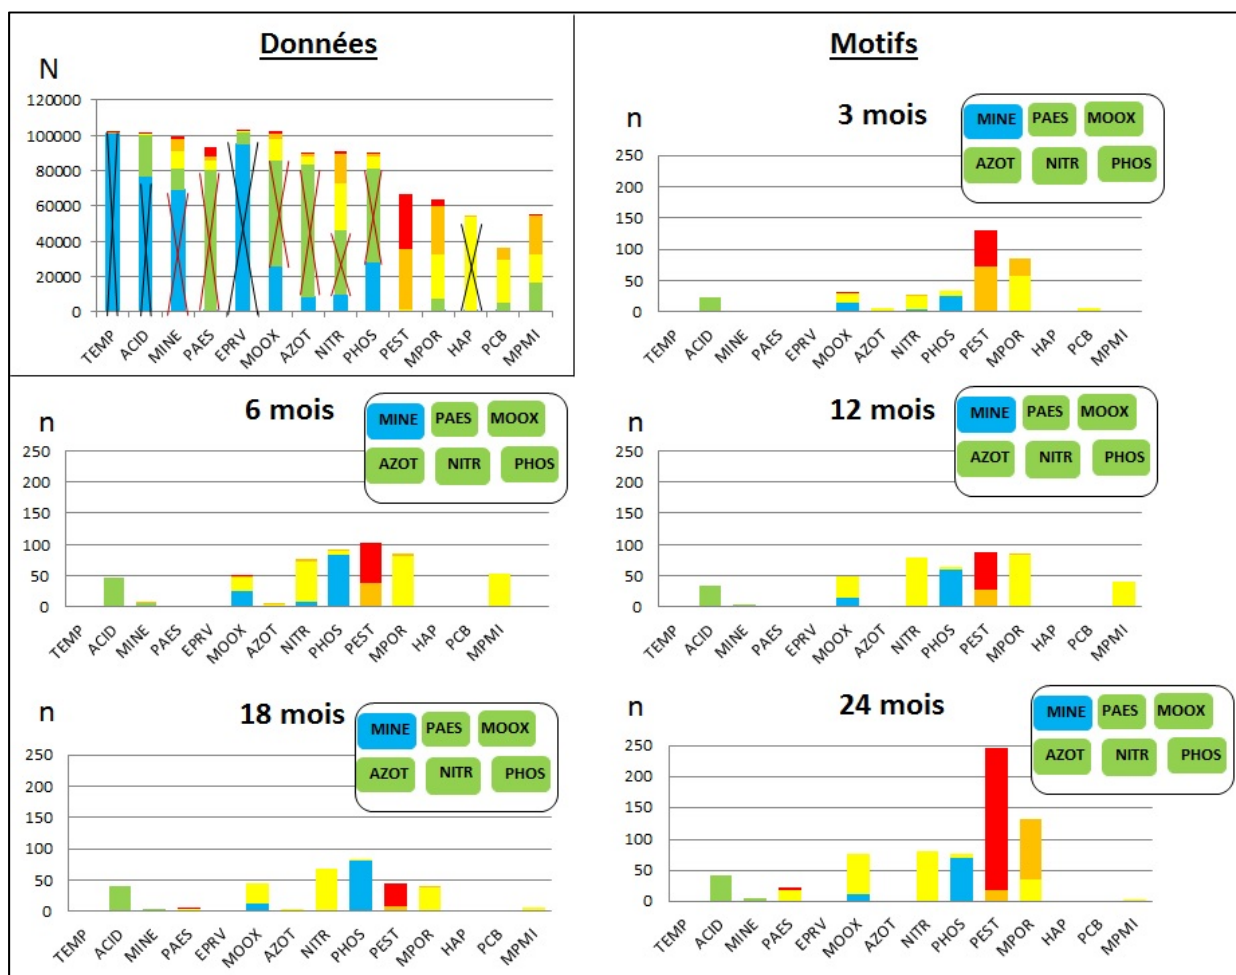 Données
N
120000
100000
80000
60000
40000
20000
0
TEMP ACID MINE PAES EPRV MOOX AZOT NITR PHOS PEST MPOR HAP PCB MPMI
Motifs
3 mois
n
MINE PAES MOOX
AZOT NITR PHOS
250
200
150
100
50
0
TEMP ACID MINE PAES EPRV MOOX AZOT NITR PHOS PEST MPOR HAP PCB MPMI
6 mois
n
MINE PAES MOOX
AZOT NITR PHOS
250
200
150
100
50
0
TEMP ACID MINE PAES EPRV MOOX AZOT NITR PHOS PEST MPOR HAP PCB MPMI
12 mois
n
MINE PAES MOOX
AZOT NITR PHOS
250
200
150
100
50
0
TEMP ACID MINE PAES EPRV MOOX AZOT NITR PHOS PEST MPOR HAP PCB MPMI
18 mois
n
MINE PAES MOOX
AZOT NITR PHOS
250
200
150
100
50
0
TEMP ACID MINE PAES EPRV MOOX AZOT NITR PHOS PEST MPOR HAP PCB MPMI
24 mois
n
MINE PAES MOOX
AZOT NITR PHOS
250
200
150
100
50
0
TEMP ACID MINE PAES EPRV MOOX AZOT NITR PHOS PEST MPOR HAP PCB MPMI